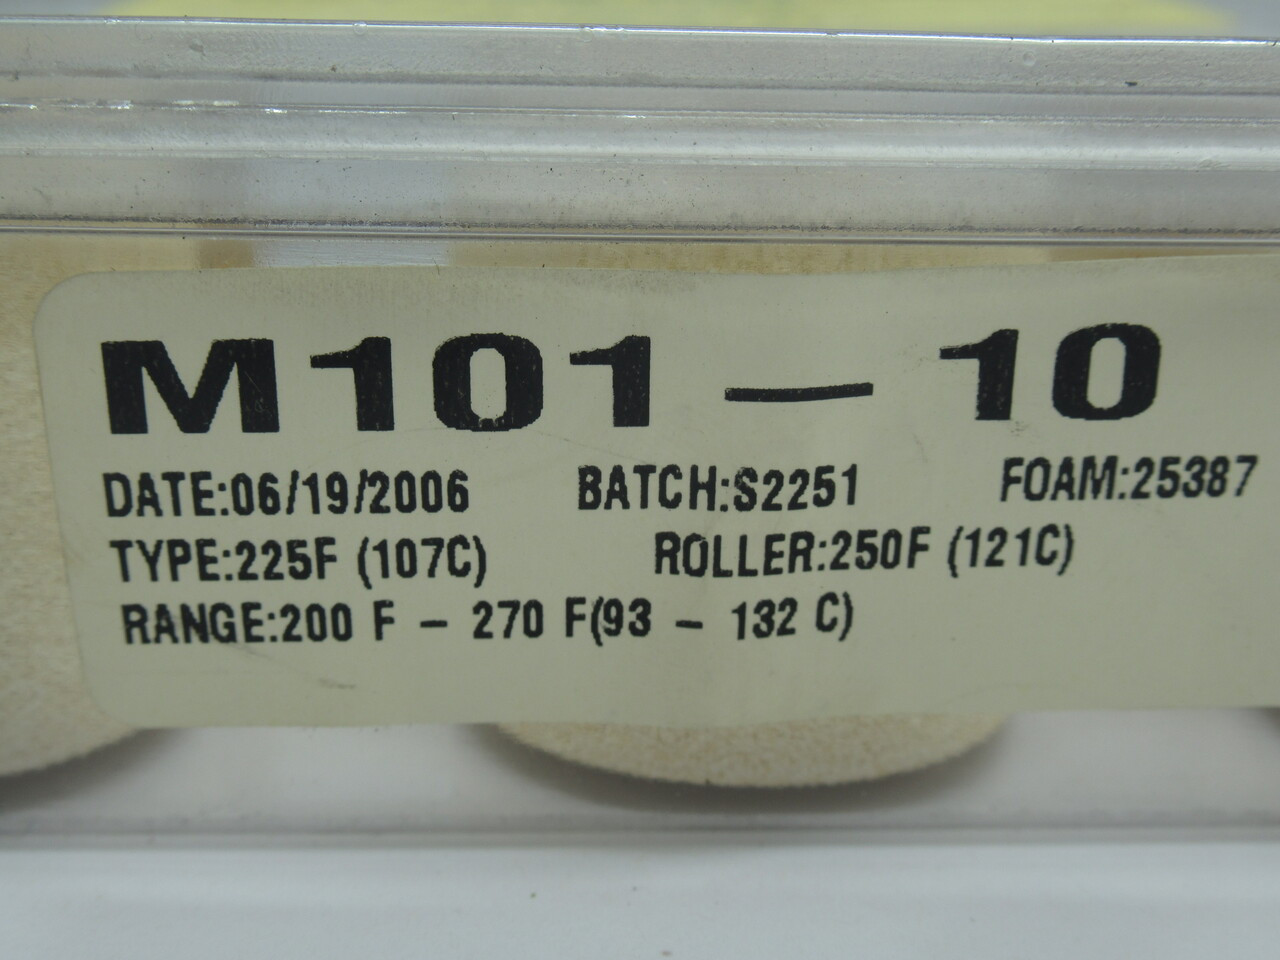 M101 — 10
DATE:06/19/2006 BATCH:S2251 FOAM:25387
TYPE:225F (107C) ROLLER:250F (121C)
RANGE:200 F – 270 F(93 – 132 C)